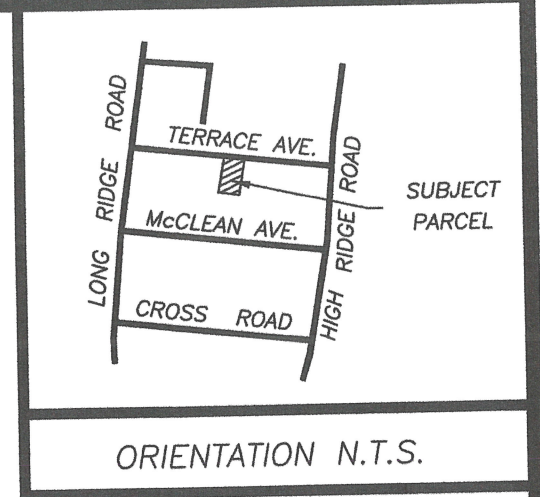 TERRACE AVE.
LONG RIDGE ROAD
HIGH RIDGE ROAD
SUBJECT
PARCEL
McCLEAN AVE.
CROSS ROAD
ORIENTATION N.T.S.